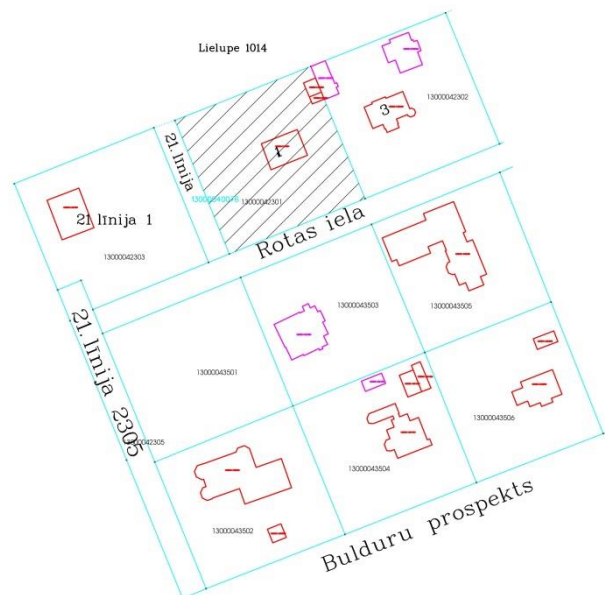 Lielupe 1014
3
13000042302
21. līnija
1
13000042301
21 līnija 1
13000042303
Rotas iela
13000043503
13000043505
21. līnija 2305
13000043501
13000042305
13000043506
13000043504
13000043502
Bulduru prospekts